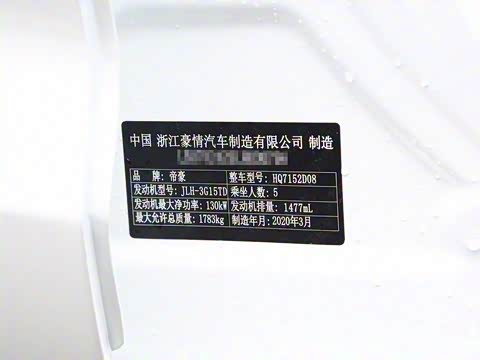 中国 浙江豪情汽车制造有限公司 制造
品 牌: 帝豪 整车型号: HQ7152D08
发动机型号: JLH-3G15TD 乘坐人数: 5
发动机最大净功率: 130kW 发动机排量: 1477mL
最大允许总质量: 1783kg 制造年月: 2020年3月